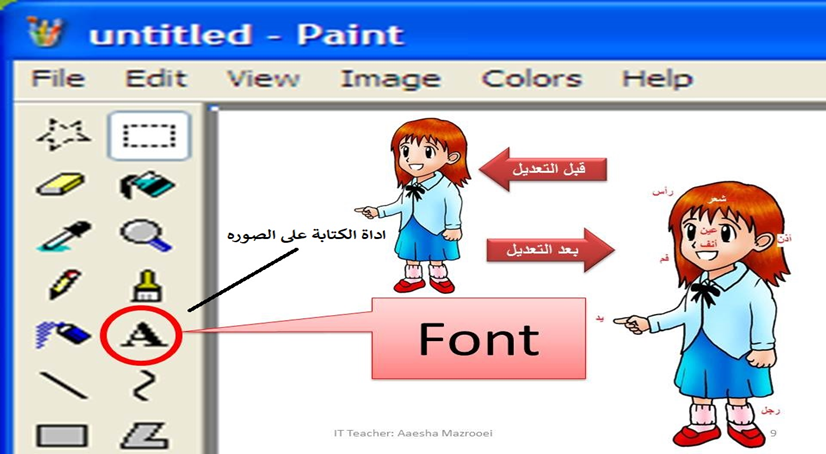 untitled - Paint
File Edit View Image Colors Help
قبل التعديل
رأس
شعر
عين
أنف
أذن
اداة الكتابة على الصوره
بعد التعديل
فم
يد
A
Font
رجل
IT Teacher: Aaesha Mazrooei
9